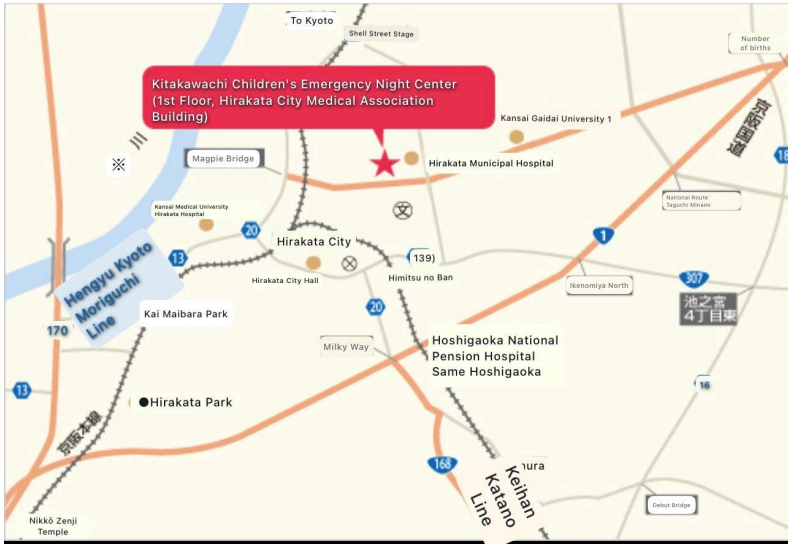 To Kyoto
Shell Street Stage
Number
of births
Kitakawachi Children's Emergency Night Center
(1st Floor, Hirakata City Medical Association
Building)
Kansai Gaidai University 1
京阪国道
18
川
※
Magpie Bridge
Hirakata Municipal Hospital
Kansai Medical University
Hirakata Hospital
National Route
Taguchi Minami
文
20
1
Hirakata City
13
139)
Hirakata City Hall
Himitsu no Ban
307
Ikenomiya North
Hengyu Kyoto
Moriguchi
Line
池之宮
4丁目東
20
Kai Maibara Park
170
Hoshigaoka National
Pension Hospital
Same Hoshigaoka
Milky Way
16
13
Hirakata Park
京阪本線
168
nura
Keihan
Katano
Line
Debut Bridge
Nikkō Zenji
Temple